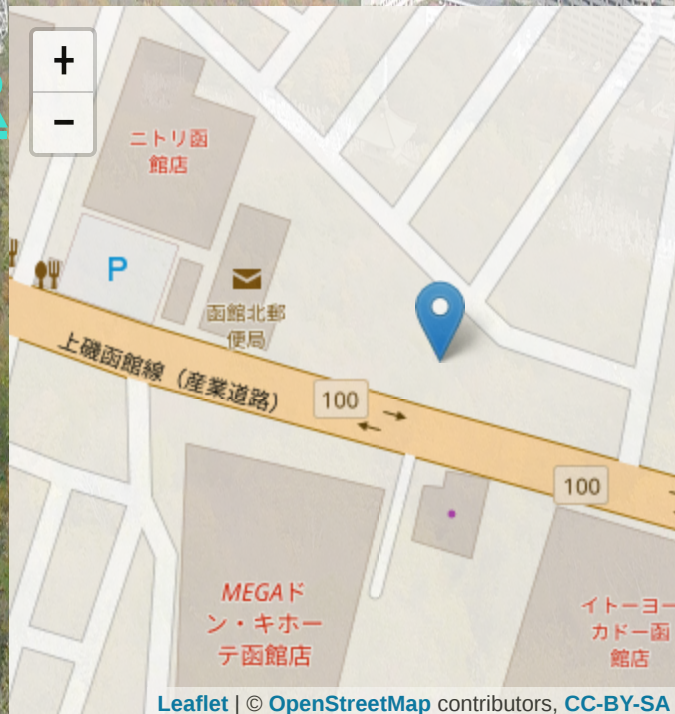 +
−
ニトリ函
館店
P
函館北郵
便局
上磯函館線（産業道路）
100
100
MEGAド
ン・キホー
テ函館店
イトーヨー
カドー函
館店
Leaflet | © OpenStreetMap contributors, CC-BY-SA